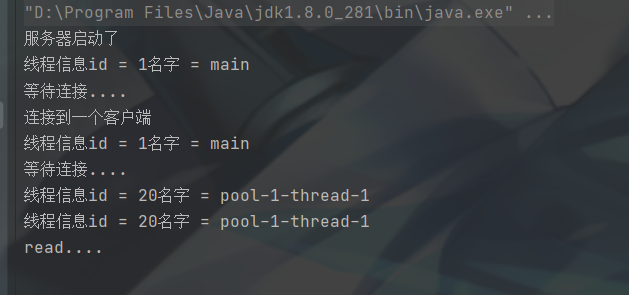 "D:\Program Files\Java\jdk1.8.0_281\bin\java.exe" ...
服务器启动了
线程信息id = 1名字 = main
等待连接....
连接到一个客户端
线程信息id = 1名字 = main
等待连接....
线程信息id = 20名字 = pool-1-thread-1
线程信息id = 20名字 = pool-1-thread-1
read....